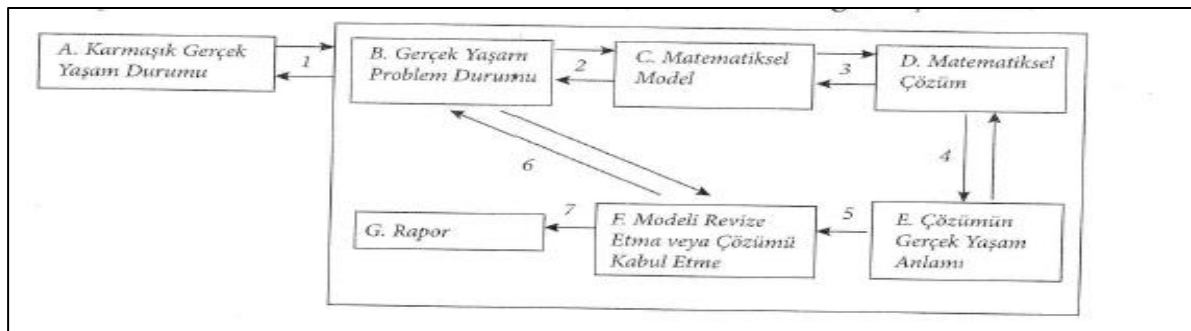 A. Karmaşık Gerçek
Yaşam Durumu
1
B. Gerçek Yaşam
Problem Durumu
2
C. Matematiksel
Model
3
D. Matematiksel
Çözüm
4
6
G. Rapor
7
F. Modeli Revize
Etma veya Çözümü
Kabul Etme
5
E. Çözümün
Gerçek Yaşam
Anlamı